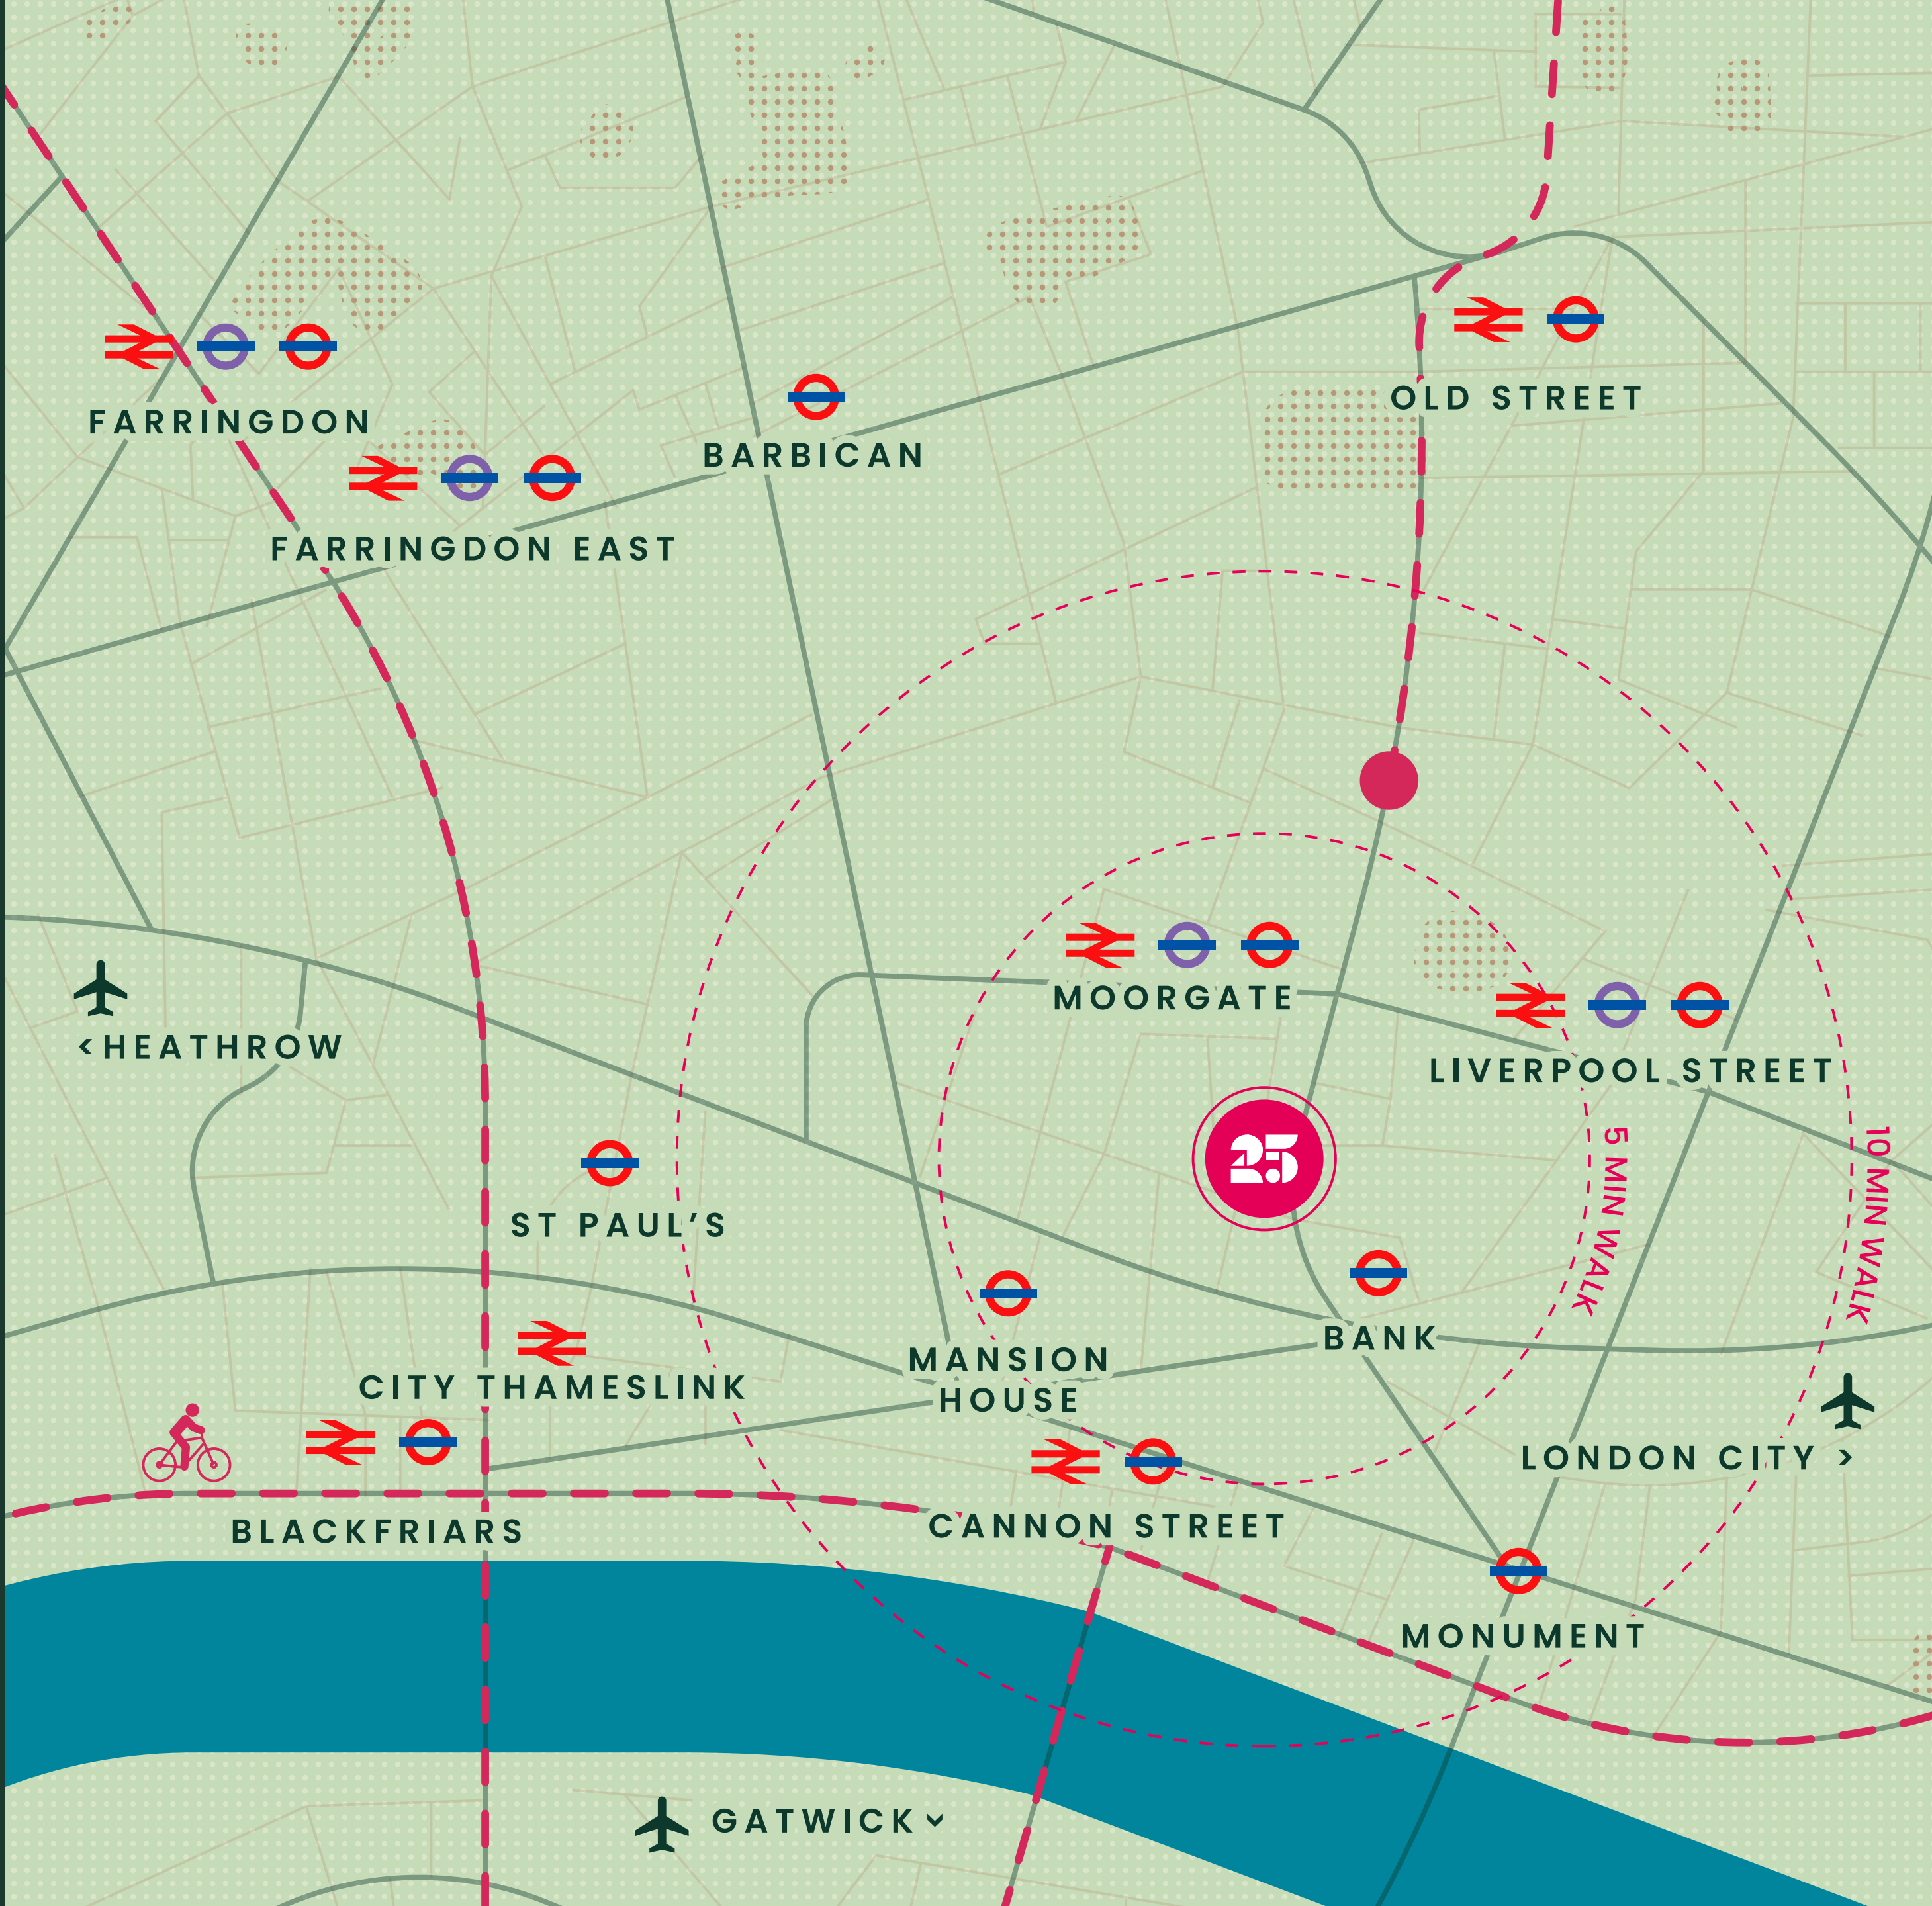 OLD STREET
FARRINGDON
BARBICAN
FARRINGDON EAST
MOORGATE
<HEATHROW
LIVERPOOL STREET
25
5 MIN WALK
10 MIN WALK
ST PAUL’S
BANK
MANSION
HOUSE
CITY THAMESLINK
LONDON CITY >
CANNON STREET
BLACKFRIARS
MONUMENT
GATWICK